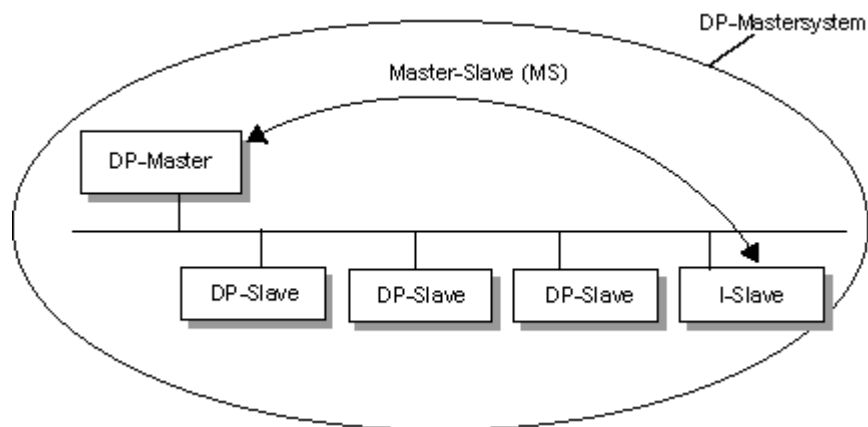 DP-Mastersystem
Master-Slave (MS)
DP-Master
DP-Slave
DP-Slave
DP-Slave
I-Slave